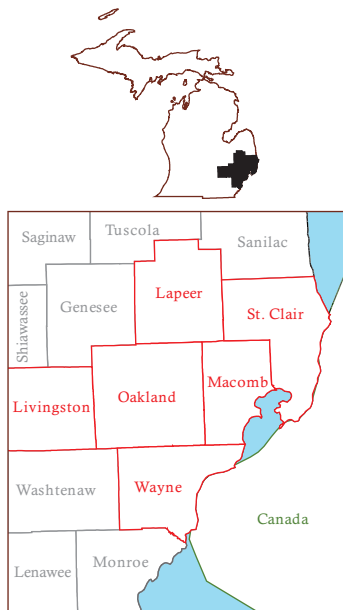 Saginaw
Tuscola
Sanilac
Shiawassee
Genesee
Lapeer
St. Clair
Livingston
Oakland
Macomb
Washtenaw
Wayne
Canada
Lenawee
Monroe